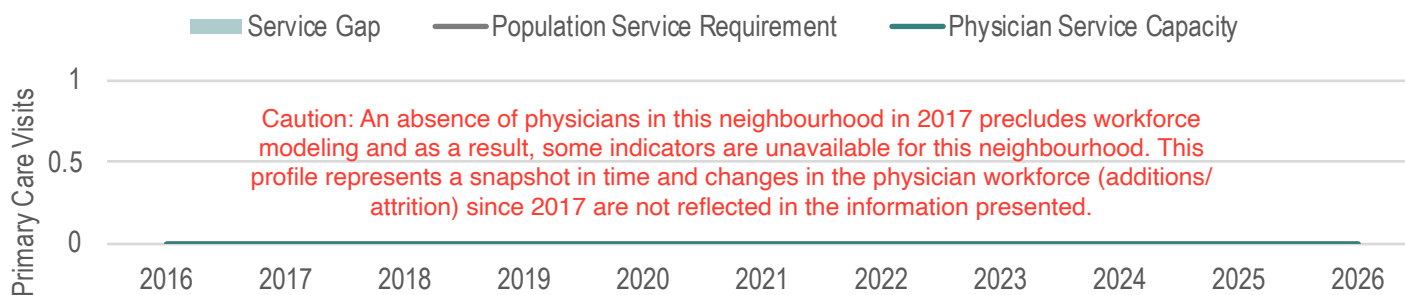 Service Gap Population Service Requirement Physician Service Capacity
Primary Care Visits
1
0.5
0
Caution: An absence of physicians in this neighbourhood in 2017 precludes workforce
modeling and as a result, some indicators are unavailable for this neighbourhood. This
profile represents a snapshot in time and changes in the physician workforce (additions/
attrition) since 2017 are not reflected in the information presented.
2016 2017 2018 2019 2020 2021 2022 2023 2024 2025 2026